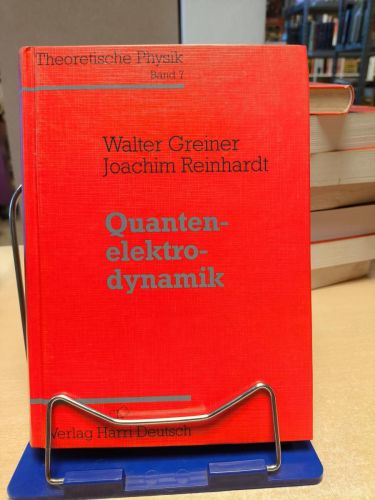 Theoretische Physik
Band 7
Walter Greiner
Joachim Reinhardt
Quanten-
elektro-
dynamik
Verlag Harri Deutsch